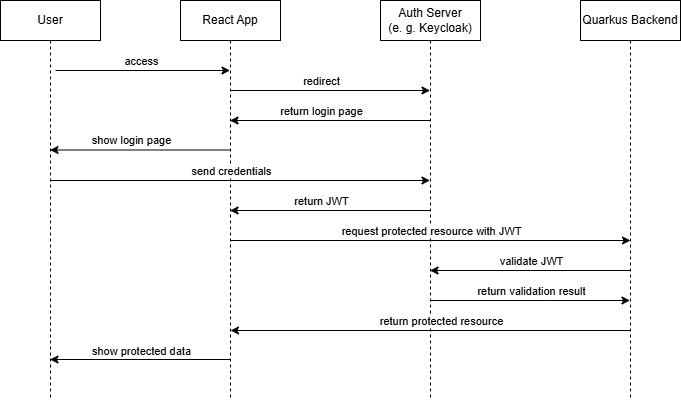 User
React App
Auth Server
(e. g. Keycloak)
Quarkus Backend
access
redirect
return login page
show login page
send credentials
return JWT
request protected resource with JWT
validate JWT
return validation result
return protected resource
show protected data